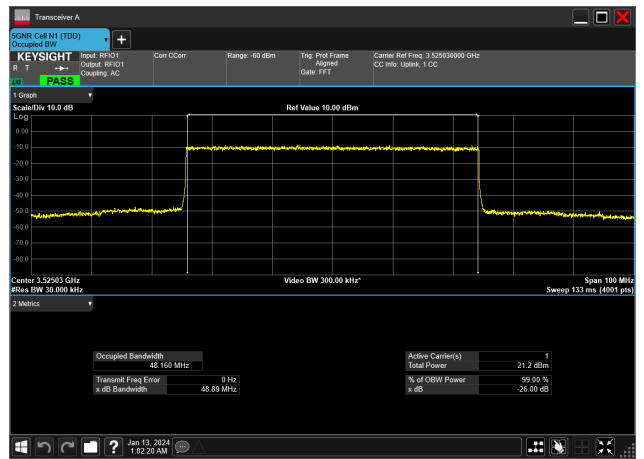 Transceiver A
5GNR Cell N1 (TDD)
Occupied BW
KEYSIGHT
R T
LXI
PASS
Input: RFIO1
Output: RFIO1
Coupling: AC
Corr CCorr
Range: -60 dBm
Trig: Prot Frame
Aligned
Gate: FFT
Carrier Ref Freq: 3.525030000 GHz
CC Info: Uplink, 1 CC
1 Graph
Scale/Div 10.0 dB
Ref Value 10.00 dBm
Log
0.00
-10.0
-20.0
-30.0
-40.0
-50.0
-60.0
-70.0
-80.0
Center 3.52503 GHz
Video BW 300.00 kHz*
Span 100 MHz
#Res BW 30.000 kHz
Sweep 133 ms (4001 pts)
2 Metrics
Occupied Bandwidth
48.160 MHz
Transmit Freq Error 0 Hz
x dB Bandwidth 48.89 MHz
Active Carrier(s) 1
Total Power 21.2 dBm
% of OBW Power 99.00 %
x dB -26.00 dB
Jan 13, 2024
1:02:20 AM